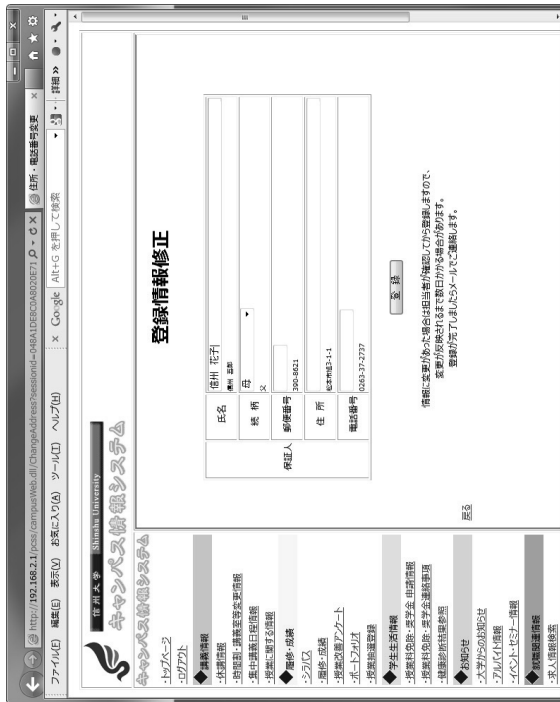 http://192.168.2.1/pcss/campusWeb.dll/ChangeAddress?sessionid=048A1DE8C0A8020E71
住所・電話番号変更
ファイル(F) 編集(E) 表示(V) お気に入り(A) ツール(T) ヘルプ(H)
x Google Alt+G を押して検索
詳細 »
信州大学 Shinshu University
キャンパス情報システム
キャンパス情報システム
・トップページ
・ログアウト
◆講義情報
・休講情報
・時間割・講義室等変更情報
・集中講義日程情報
・授業に関する情報
◆履修・成績
・シラバス
・履修・成績
・授業改善アンケート
・ポートフォリオ
・授業抽選登録
◆学生生活情報
・授業料免除・奨学金 申請情報
・授業料免除・奨学金連絡事項
・健康診断結果参照
◆お知らせ
・大学からのお知らせ
・アルバイト情報
・イベント・セミナー情報
◆就職関連情報
・求人情報検索
登録情報修正
保証人
氏名
信州 花子
信州 吾郎
続 柄
母
父
郵便番号
390-8621
住 所
松本市旭3-1-1
電話番号
0263-37-2737
登 録
情報に変更があった場合は担当者が確認してから登録しますので、
変更が反映されるまで数日かかる場合があります。
登録が完了しましたらメールでご連絡します。
戻る